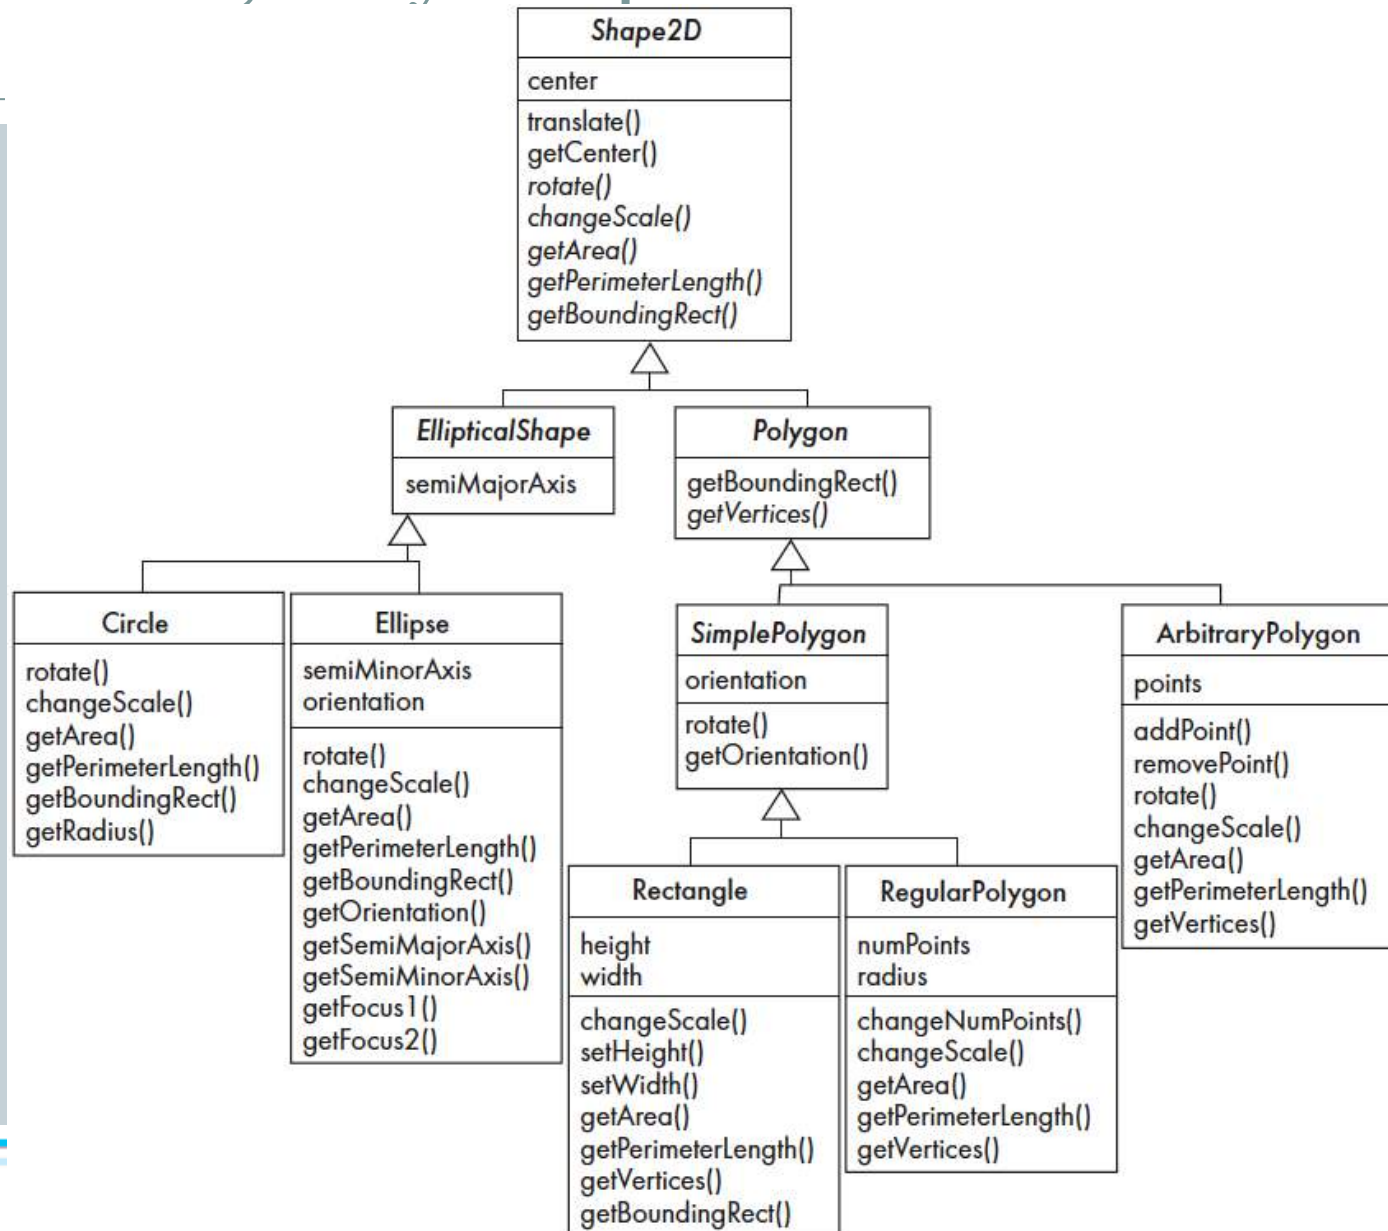 Shape2D
center
translate()
getCenter()
rotate()
changeScale()
getArea()
getPerimeterLength()
getBoundingRect()
EllipticalShape
semiMajorAxis
Polygon
getBoundingRect()
getVertices()
Circle
rotate()
changeScale()
getArea()
getPerimeterLength()
getBoundingRect()
getRadius()
Ellipse
semiMinorAxis
orientation
rotate()
changeScale()
getArea()
getPerimeterLength()
getBoundingRect()
getOrientation()
getSemiMajorAxis()
getSemiMinorAxis()
getFocus1()
getFocus2()
SimplePolygon
orientation
rotate()
getOrientation()
ArbitraryPolygon
points
addPoint()
removePoint()
rotate()
changeScale()
getArea()
getPerimeterLength()
getVertices()
Rectangle
height
width
changeScale()
setHeight()
setWidth()
getArea()
getPerimeterLength()
getVertices()
getBoundingRect()
RegularPolygon
numPoints
radius
changeNumPoints()
changeScale()
getArea()
getPerimeterLength()
getVertices()